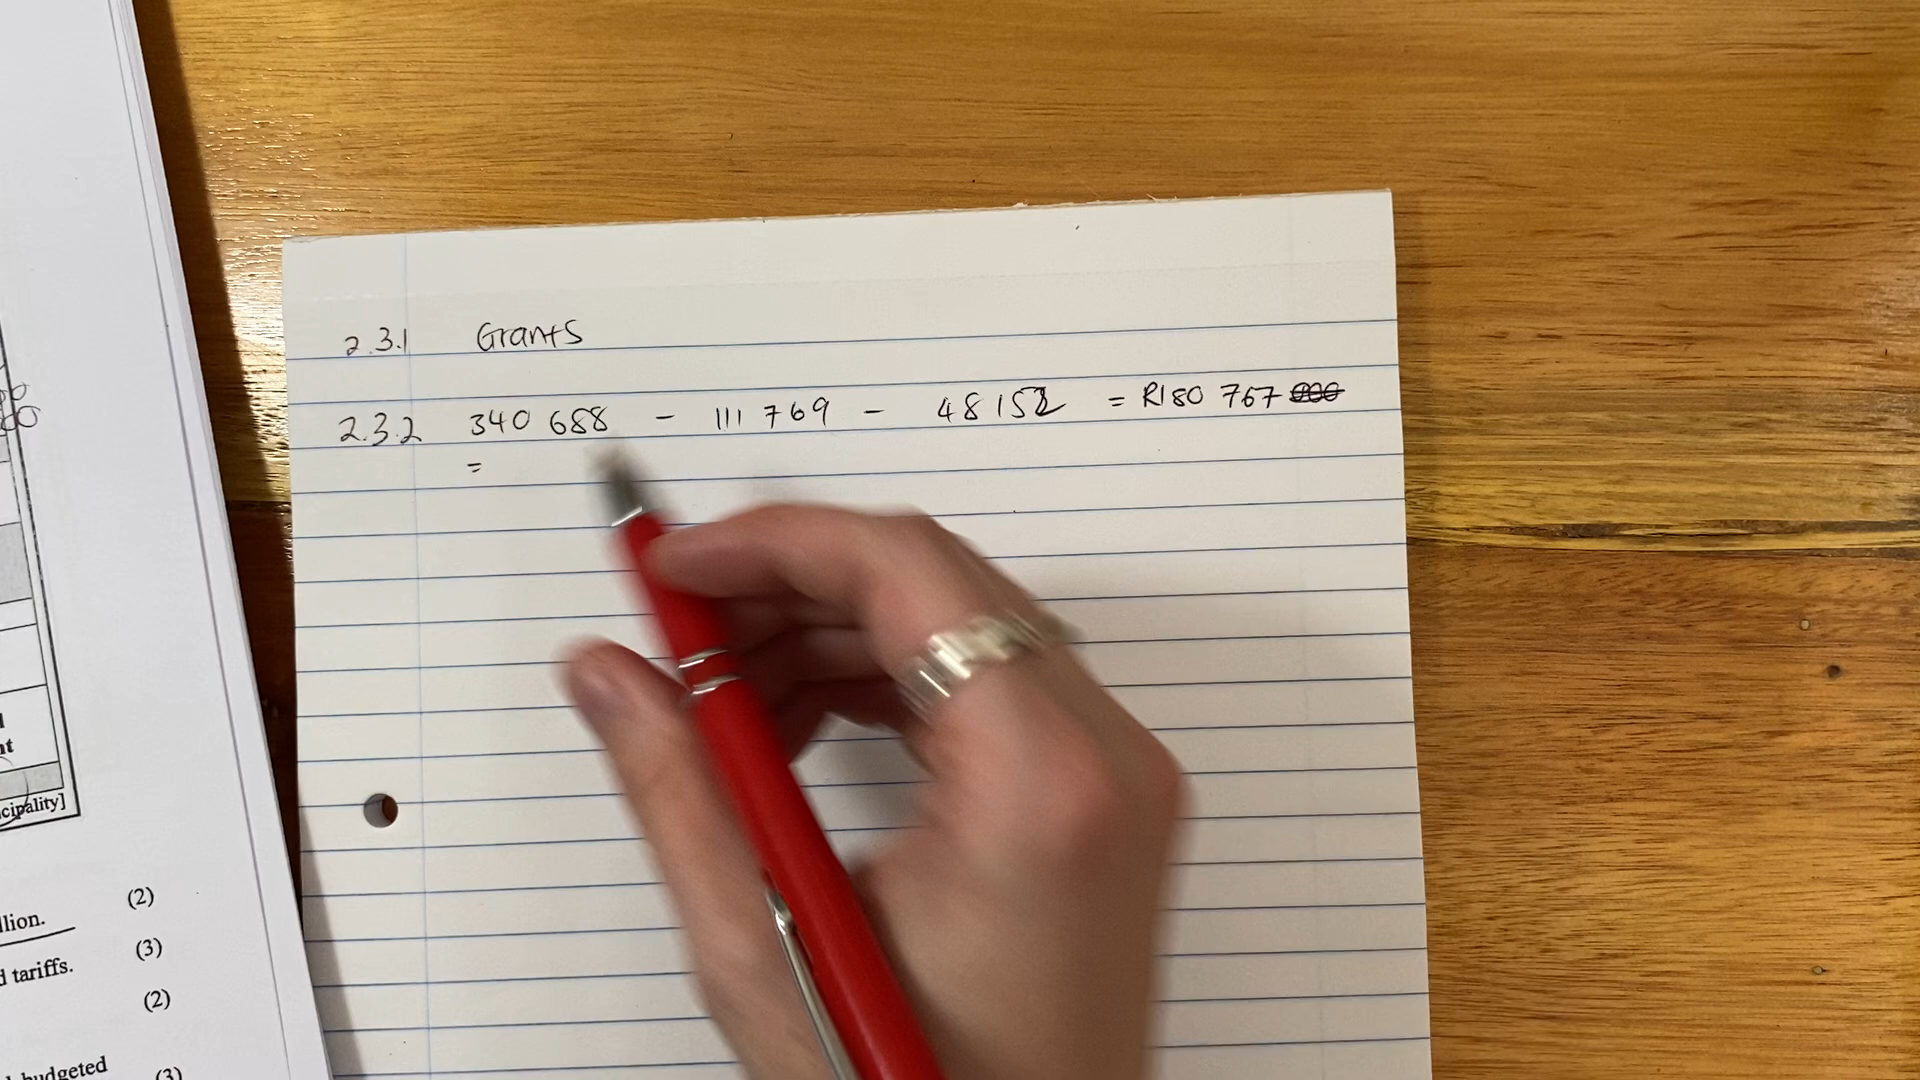 2.3.1 Grants
2.3.2 340 688 - 111 769 - 48 152 = R180 767
=
nt
cipality]
(2)
llion.
(3)
d tariffs.
(2)
budgeted
(3)